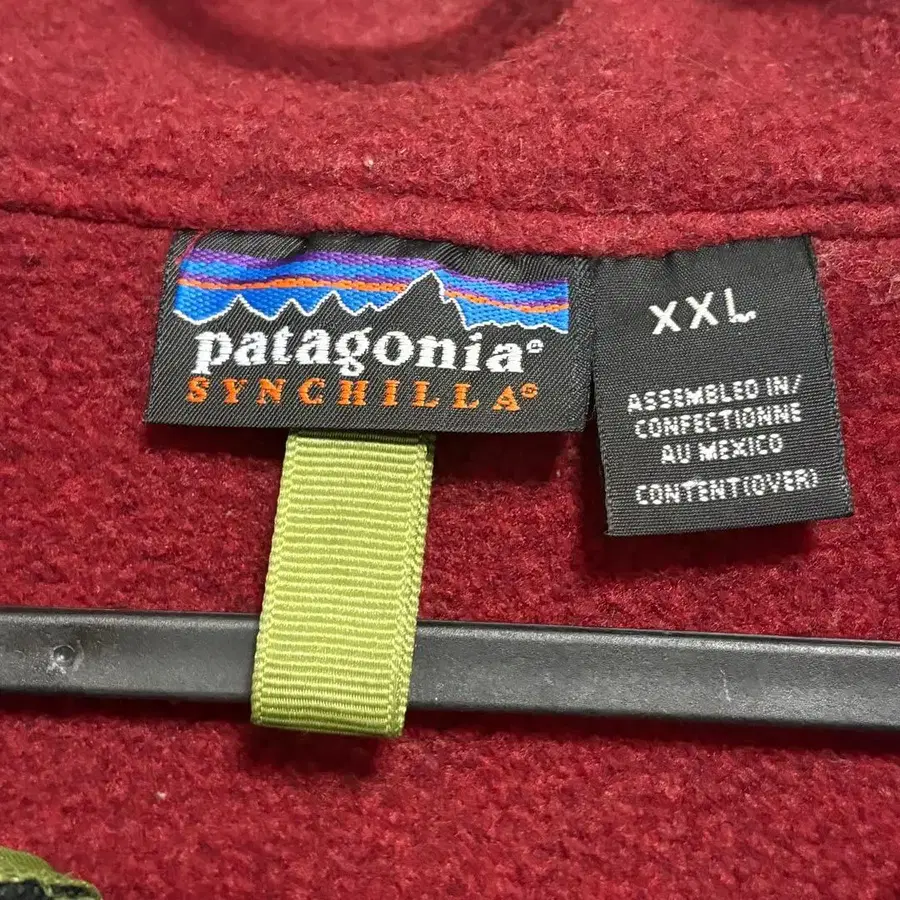 patagonia®
SYNCHILLA®
XXL
ASSEMBLED IN/
CONFECTIONNE
AU MEXICO
CONTENT(OVER)